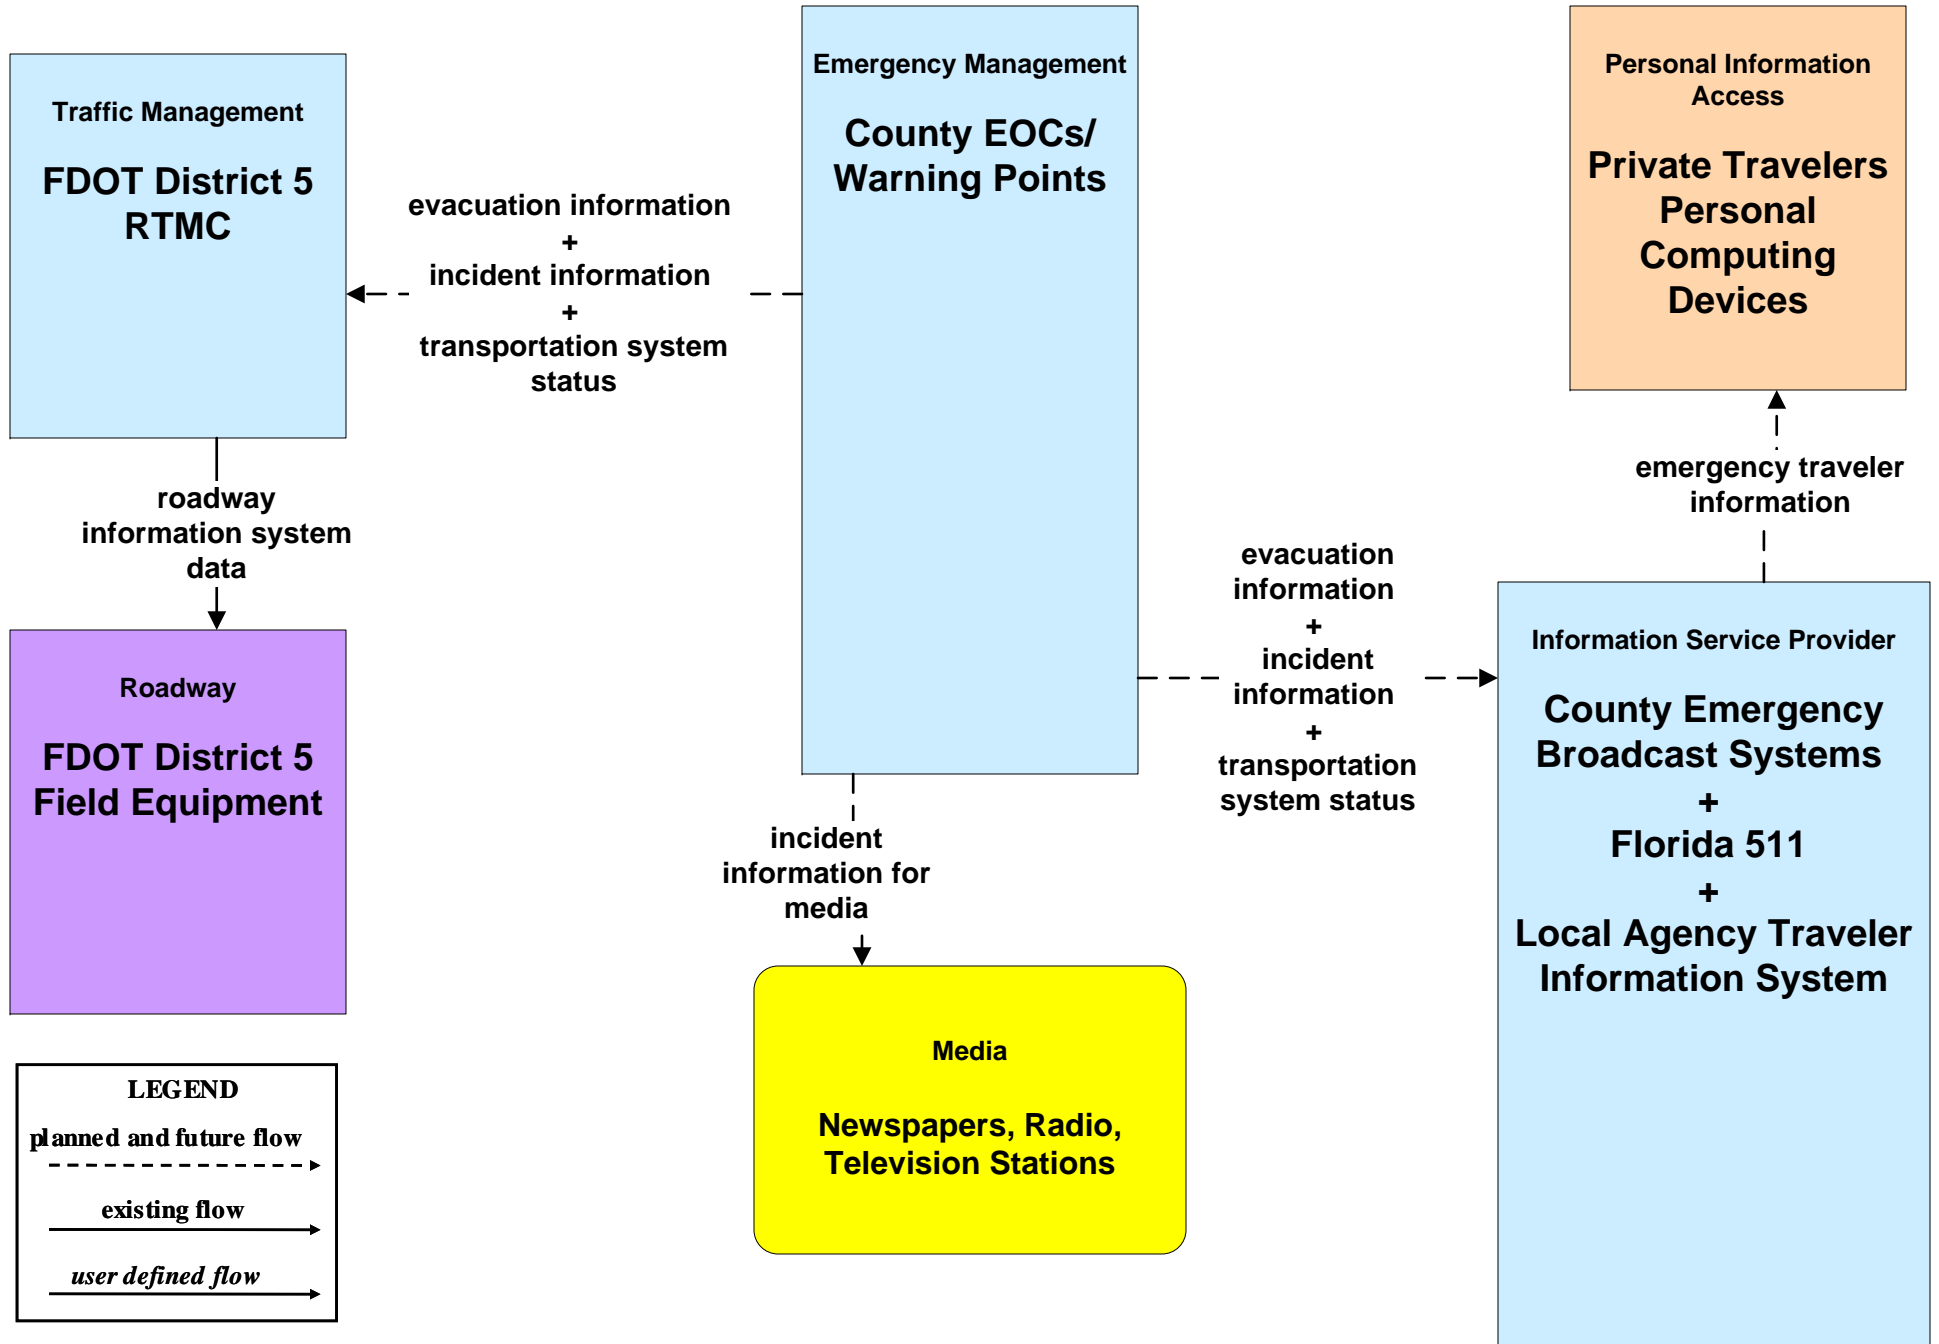 Traffic Management
FDOT District 5
RTMC
evacuation information
+
incident information
+
transportation system
status
Emergency Management
County EOCs/
Warning Points
Personal Information
Access
Private Travelers
Personal
Computing
Devices
emergency traveler
information
roadway
information system
data
Roadway
FDOT District 5
Field Equipment
evacuation
information
+
incident
information
+
transportation
system status
Information Service Provider
County Emergency
Broadcast Systems
+
Florida 511
+
Local Agency Traveler
Information System
incident
information for
media
Media
Newspapers, Radio,
Television Stations
LEGEND
planned and future flow
existing flow
user defined flow